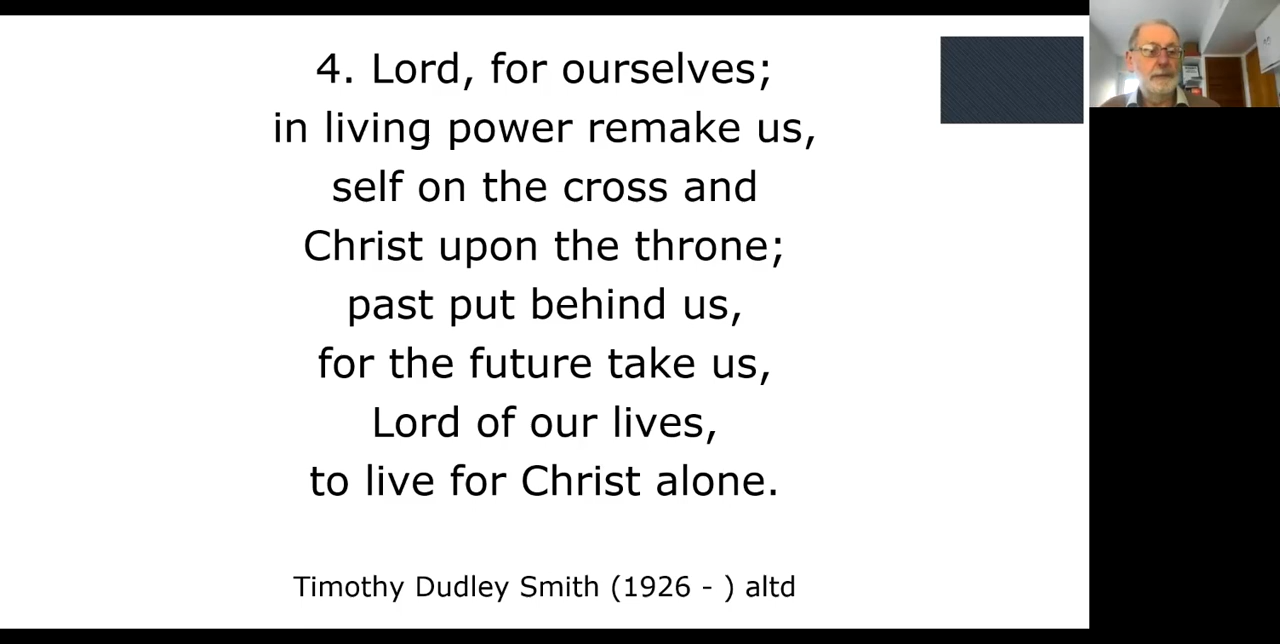 4. Lord, for ourselves;
in living power remake us,
self on the cross and
Christ upon the throne;
past put behind us,
for the future take us,
Lord of our lives,
to live for Christ alone.
Timothy Dudley Smith (1926 - ) altd